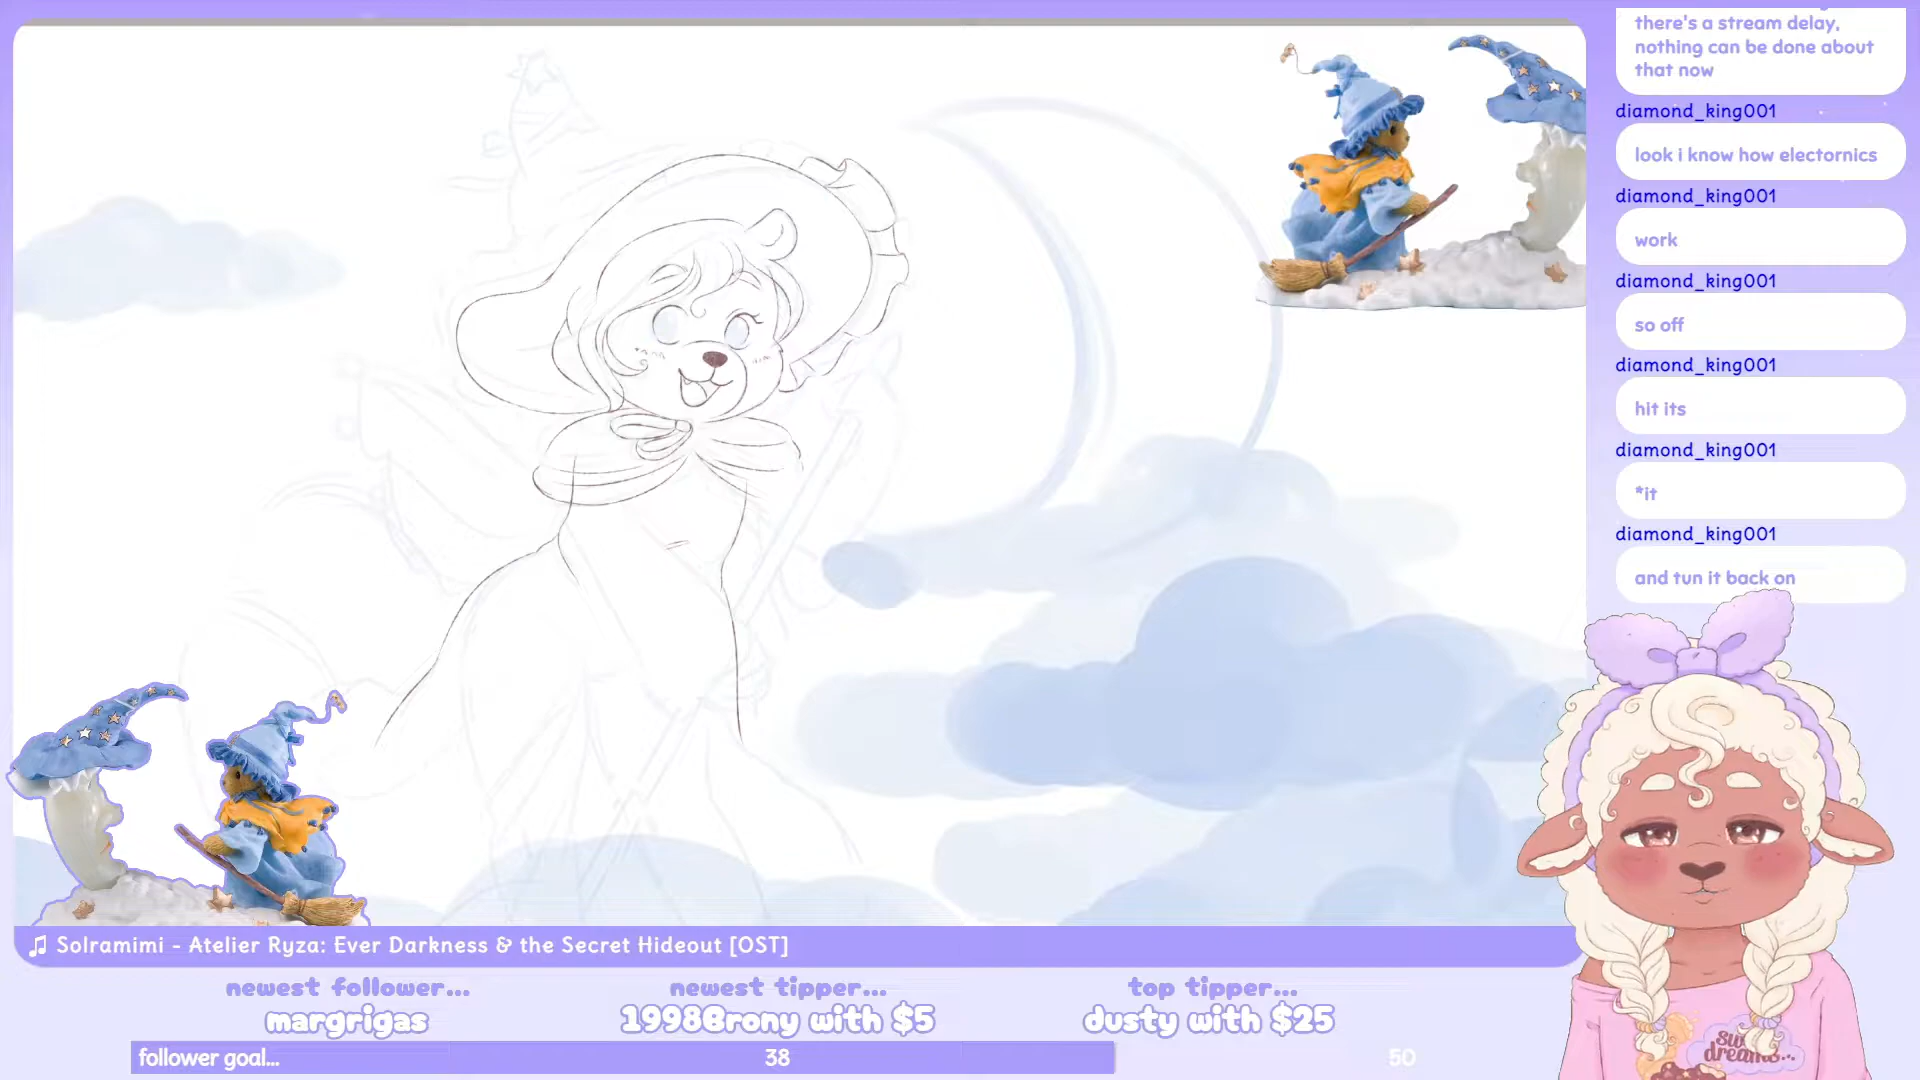 there's a stream delay,
nothing can be done about
that now
diamond_king001
look i know how electornics
diamond_king001
work
diamond_king001
so off
diamond_king001
hit its
diamond_king001
*it
diamond_king001
and tun it back on
♫ Solramimi - Atelier Ryza: Ever Darkness & the Secret Hideout [OST]
newest follower...
margrigas
newest tipper...
1998Brony with $5
top tipper...
dusty with $25
follower goal...
38
50
dreams...